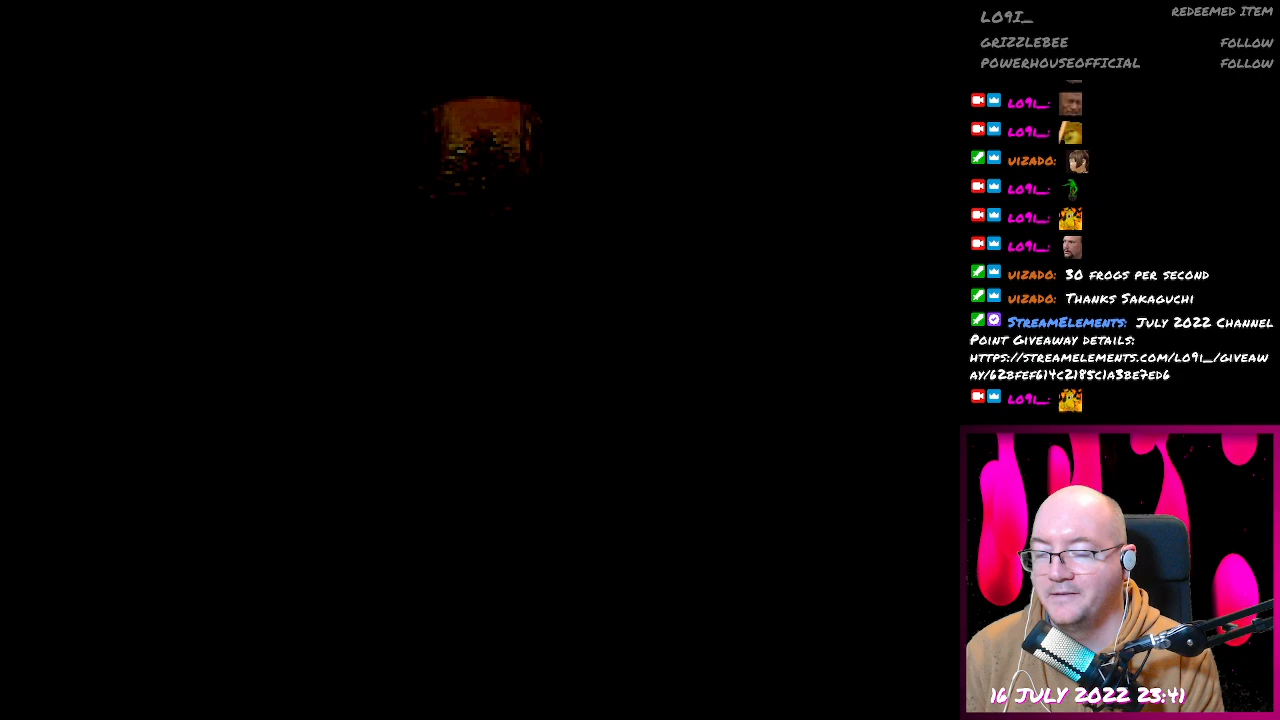 LO9I_ REDEEMED ITEM
GRIZZLEBEE FOLLOW
POWERHOUSEOFFICIAL FOLLOW
LO9I_:
LO9I_:
VIZADO:
LO9I_:
LO9I_:
LO9I_:
VIZADO: 30 FROGS PER SECOND
VIZADO: THANKS SAKAGUCHI
STREAMELEMENTS: JULY 2022 CHANNEL
POINT GIVEAWAY DETAILS:
HTTPS://STREAMELEMENTS.COM/LO9I_/GIVEAW
AY/62BFEF614C2185C1A3BE7ED6
LO9I_:
16 JULY 2022 23:41